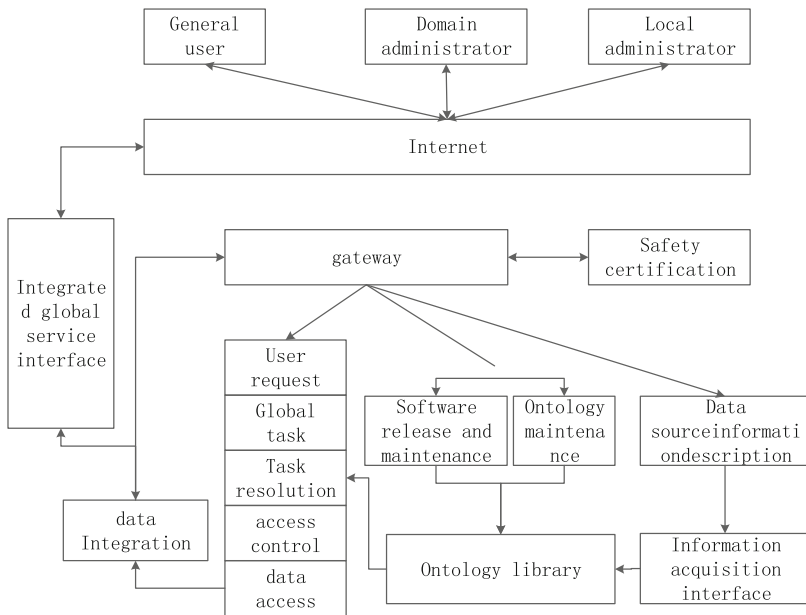 General
user
Domain
administrator
Local
administrator
Internet
Integrate
d global
service
interface
gateway
Safety
certification
User
request
Global
task
Task
resolution
access
control
data
access
Software
release and
maintenance
Ontology
maintena
nce
Data
sourceinformati
ondescription
data
Integration
Ontology library
Information
acquisition
interface